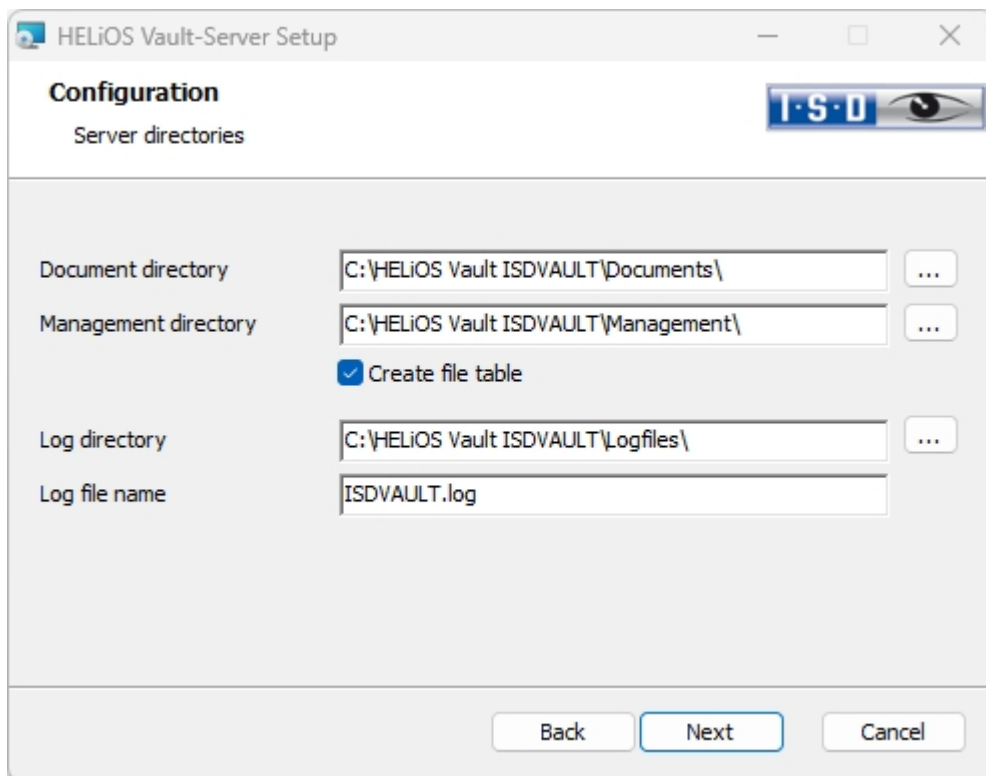 HELiOS Vault-Server Setup
Configuration
Server directories
I·S·D
Document directory
C:\HELiOS Vault ISDVAULT\Documents\
...
Management directory
C:\HELiOS Vault ISDVAULT\Management\
...
Create file table
Log directory
C:\HELiOS Vault ISDVAULT\Logfiles\
...
Log file name
ISDVAULT.log
Back
Next
Cancel